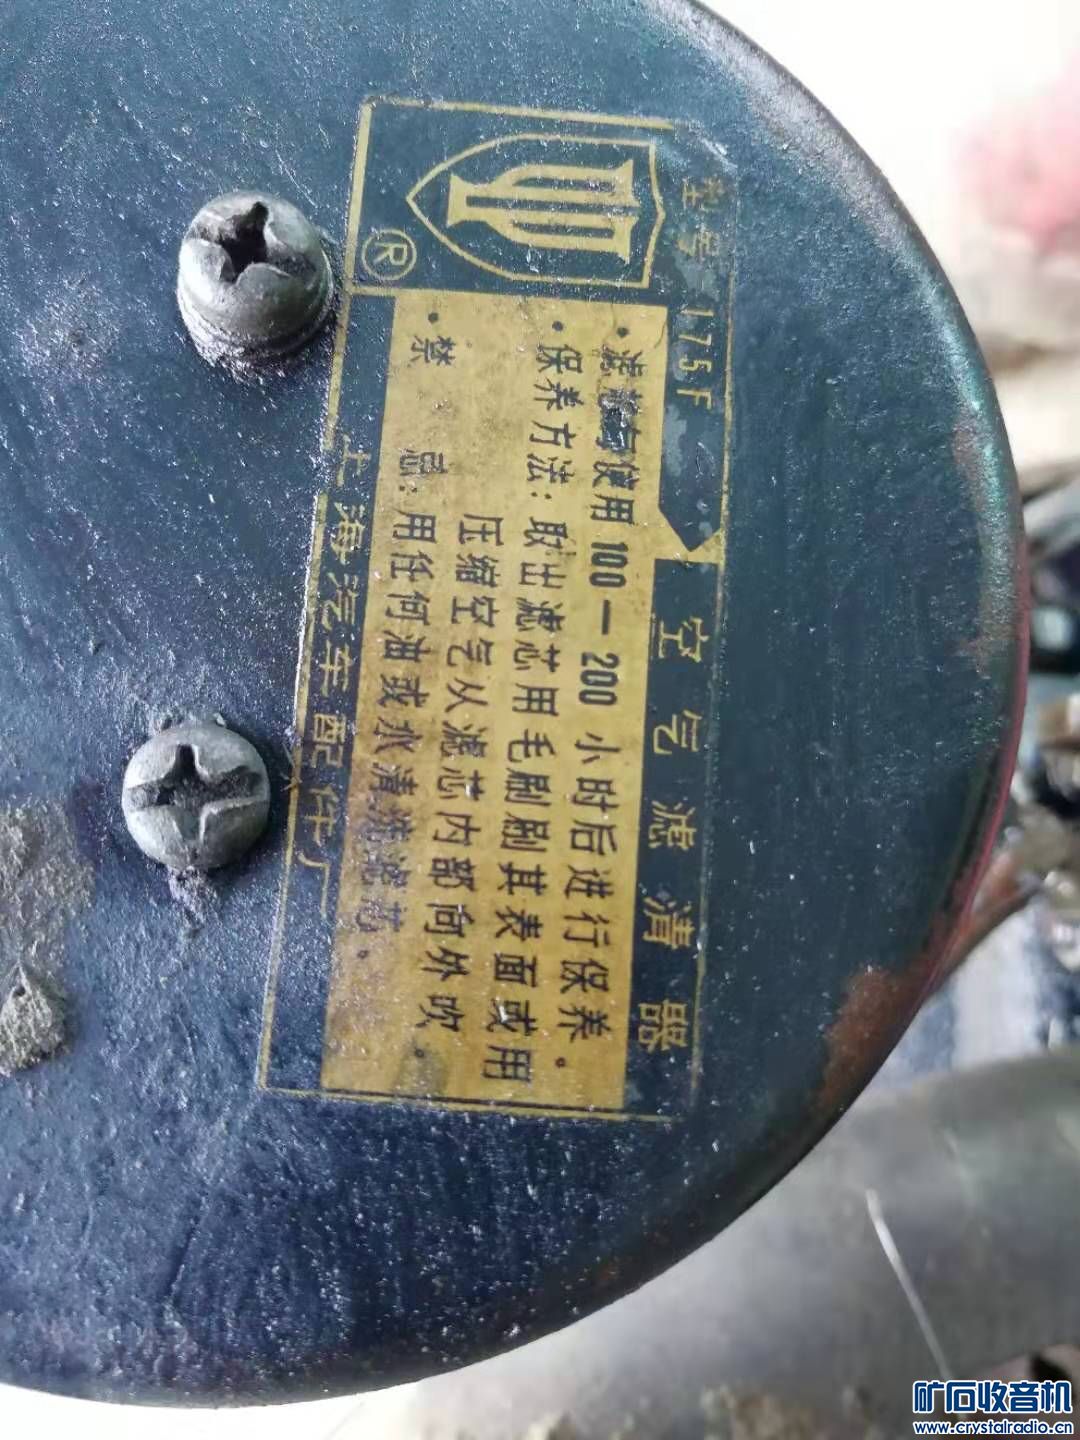 型号 175F 空气滤清器
·滤芯每使用 100—200 小时后进行保养。
·保养方法: 取出滤芯用毛刷刷其表面或用
压缩空气从滤芯内部向外吹。
·禁忌: 用任何油或水清洗滤芯。
上海汽车配件厂
®
矿石收音机
www.crystalradio.cn